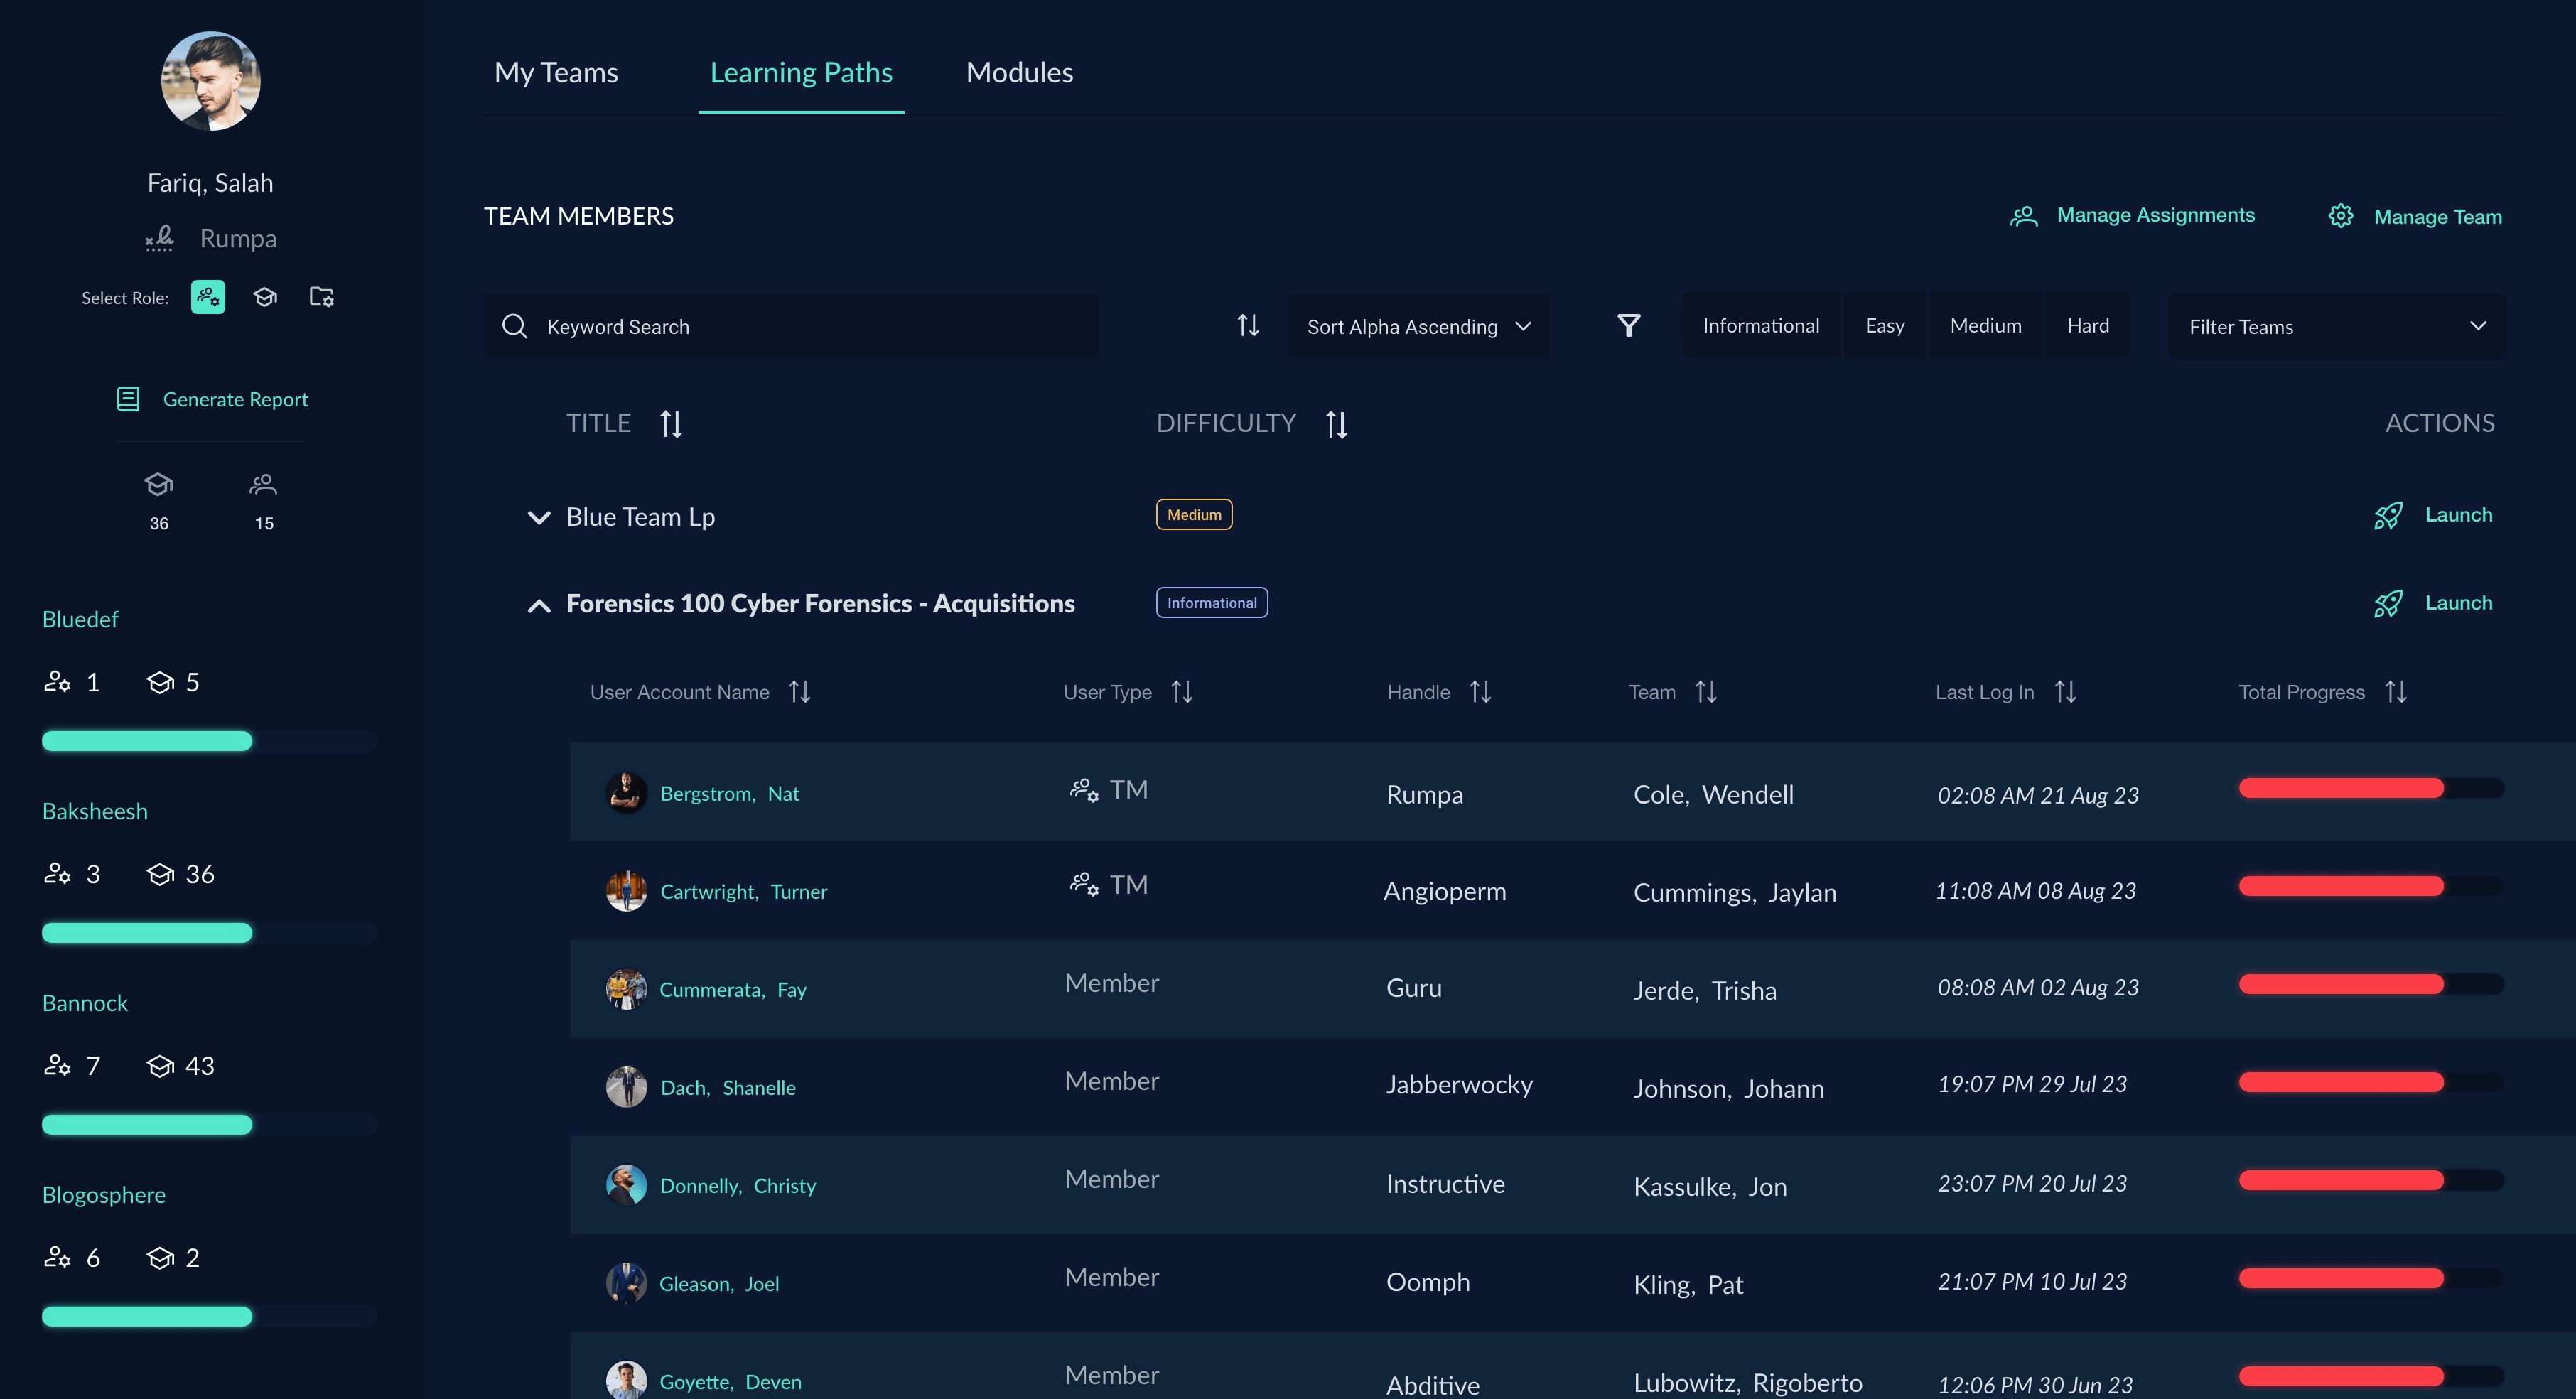 Fariq, Salah
Rumpa
Select Role:
Generate Report
36 15
Bluedef
1 5
Baksheesh
3 36
Bannock
7 43
Blogosphere
6 2
My Teams Learning Paths Modules
TEAM MEMBERS Manage Assignments Manage Team
Keyword Search Sort Alpha Ascending Informational Easy Medium Hard Filter Teams
TITLE DIFFICULTY ACTIONS
Blue Team Lp Medium Launch
Forensics 100 Cyber Forensics - Acquisitions Informational Launch
User Account Name User Type Handle Team Last Log In Total Progress
Bergstrom, Nat TM Rumpa Cole, Wendell 02:08 AM 21 Aug 23
Cartwright, Turner TM Angioperm Cummings, Jaylan 11:08 AM 08 Aug 23
Cummerata, Fay Member Guru Jerde, Trisha 08:08 AM 02 Aug 23
Dach, Shanelle Member Jabberwocky Johnson, Johann 19:07 PM 29 Jul 23
Donnelly, Christy Member Instructive Kassulke, Jon 23:07 PM 20 Jul 23
Gleason, Joel Member Oomph Kling, Pat 21:07 PM 10 Jul 23
Goyette, Deven Member Abditive Lubowitz, Rigoberto 12:06 PM 30 Jun 23